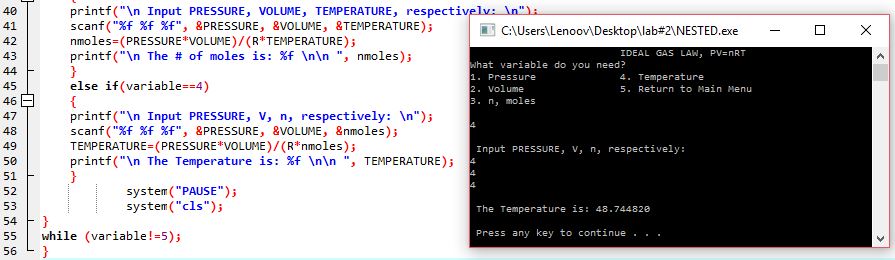 40 printf("\n Input PRESSURE, VOLUME, TEMPERATURE, respectively: \n");
41 scanf("%f %f %f", &PRESSURE, &VOLUME, &TEMPERATURE);
42 nmoles=(PRESSURE*VOLUME)/(R*TEMPERATURE);
43 printf("\n The # of moles is: %f \n\n ", nmoles);
44 }
45 else if(variable==4)
46 {
47 printf("\n Input PRESSURE, V, n, respectively: \n");
48 scanf("%f %f %f", &PRESSURE, &VOLUME, &nmoles);
49 TEMPERATURE=(PRESSURE*VOLUME)/(R*nmoles);
50 printf("\n The Temperature is: %f \n\n ", TEMPERATURE);
51 }
52 system("PAUSE");
53 system("cls");
54 }
55 while (variable!=5);
56 }
C:\Users\Lenoov\Desktop\lab#2\NESTED.exe
IDEAL GAS LAW, PV=nRT
What variable do you need?
1. Pressure 4. Temperature
2. Volume 5. Return to Main Menu
3. n, moles
4
Input PRESSURE, V, n, respectively:
4
4
4
The Temperature is: 48.744820
Press any key to continue . . .